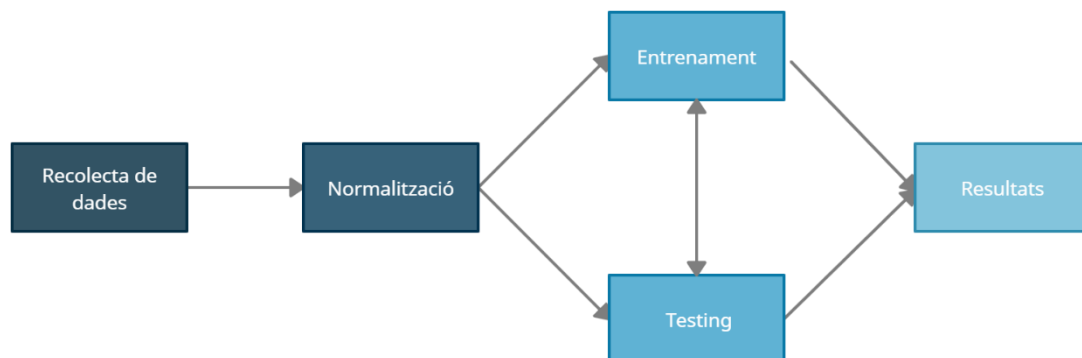 Recolecta de
dades
Normalització
Entrenament
Testing
Resultats